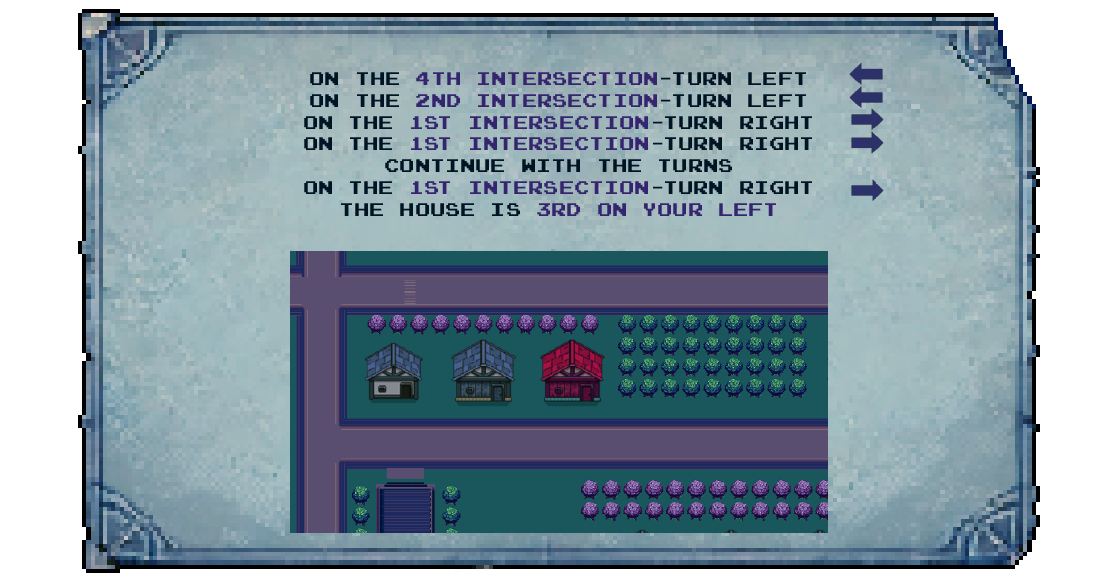 ON THE 4TH INTERSECTION-TURN LEFT
ON THE 2ND INTERSECTION-TURN LEFT
ON THE 1ST INTERSECTION-TURN RIGHT
ON THE 1ST INTERSECTION-TURN RIGHT
CONTINUE WITH THE TURNS
ON THE 1ST INTERSECTION-TURN RIGHT
THE HOUSE IS 3RD ON YOUR LEFT